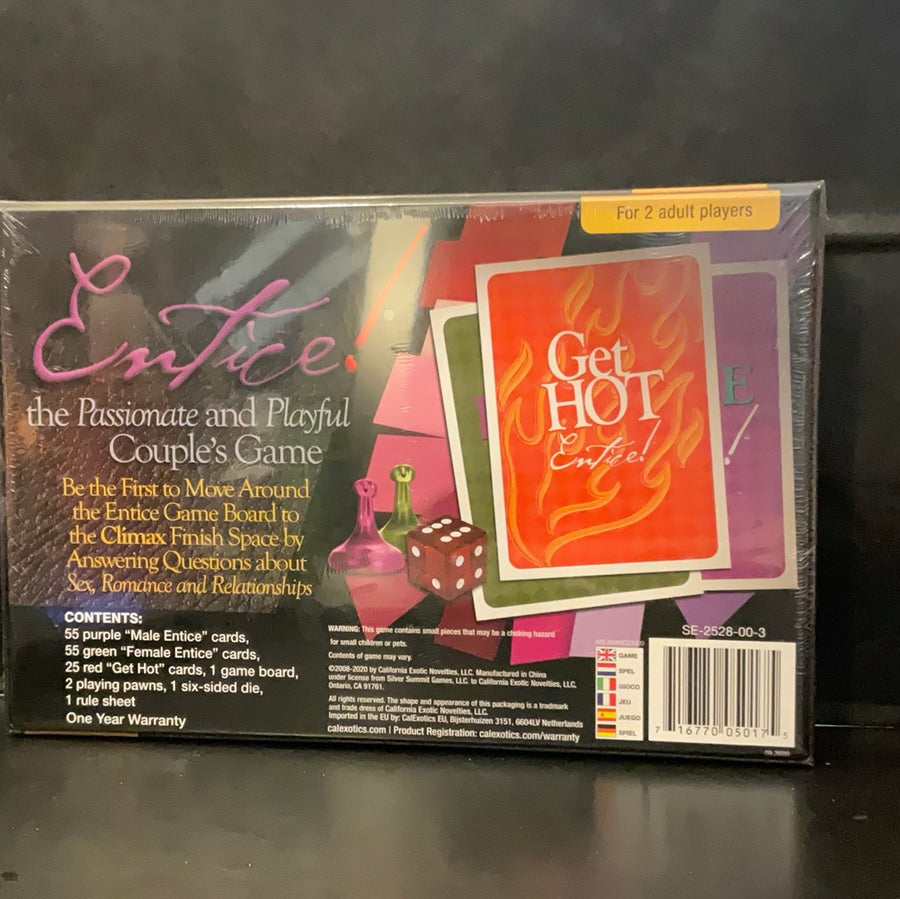 For 2 adult players
Entice!®
the Passionate and Playful
Couple's Game
Be the First to Move Around
the Entice Game Board to
the Climax Finish Space by
Answering Questions about
Sex, Romance and Relationships
Get
HOT
Entice!
E
!
CONTENTS:
55 purple “Male Entice” cards,
55 green “Female Entice” cards,
25 red “Get Hot” cards, 1 game board,
2 playing pawns, 1 six-sided die,
1 rule sheet
One Year Warranty
WARNING: This game contains small pieces that may be a choking hazard
for small children or pets.
Contents of game may vary.
©2008-2020 by California Exotic Novelties, LLC. Manufactured in China
under license from Silver Summit Games, LLC. to California Exotic Novelties, LLC,
Ontario, CA 91761.
All rights reserved. The shape and appearance of this packaging is a trademark
and trade dress of California Exotic Novelties, LLC.
Imported in the EU by: CalExotics EU, Bijsterhuizen 3151, 6604LV Netherlands
calexotics.com | Product Registration: calexotics.com/warranty
GAME
SPEL
GIOCO
JEU
JUEGO
SPIEL
SE-2528-00-3
7 16770 05017 5